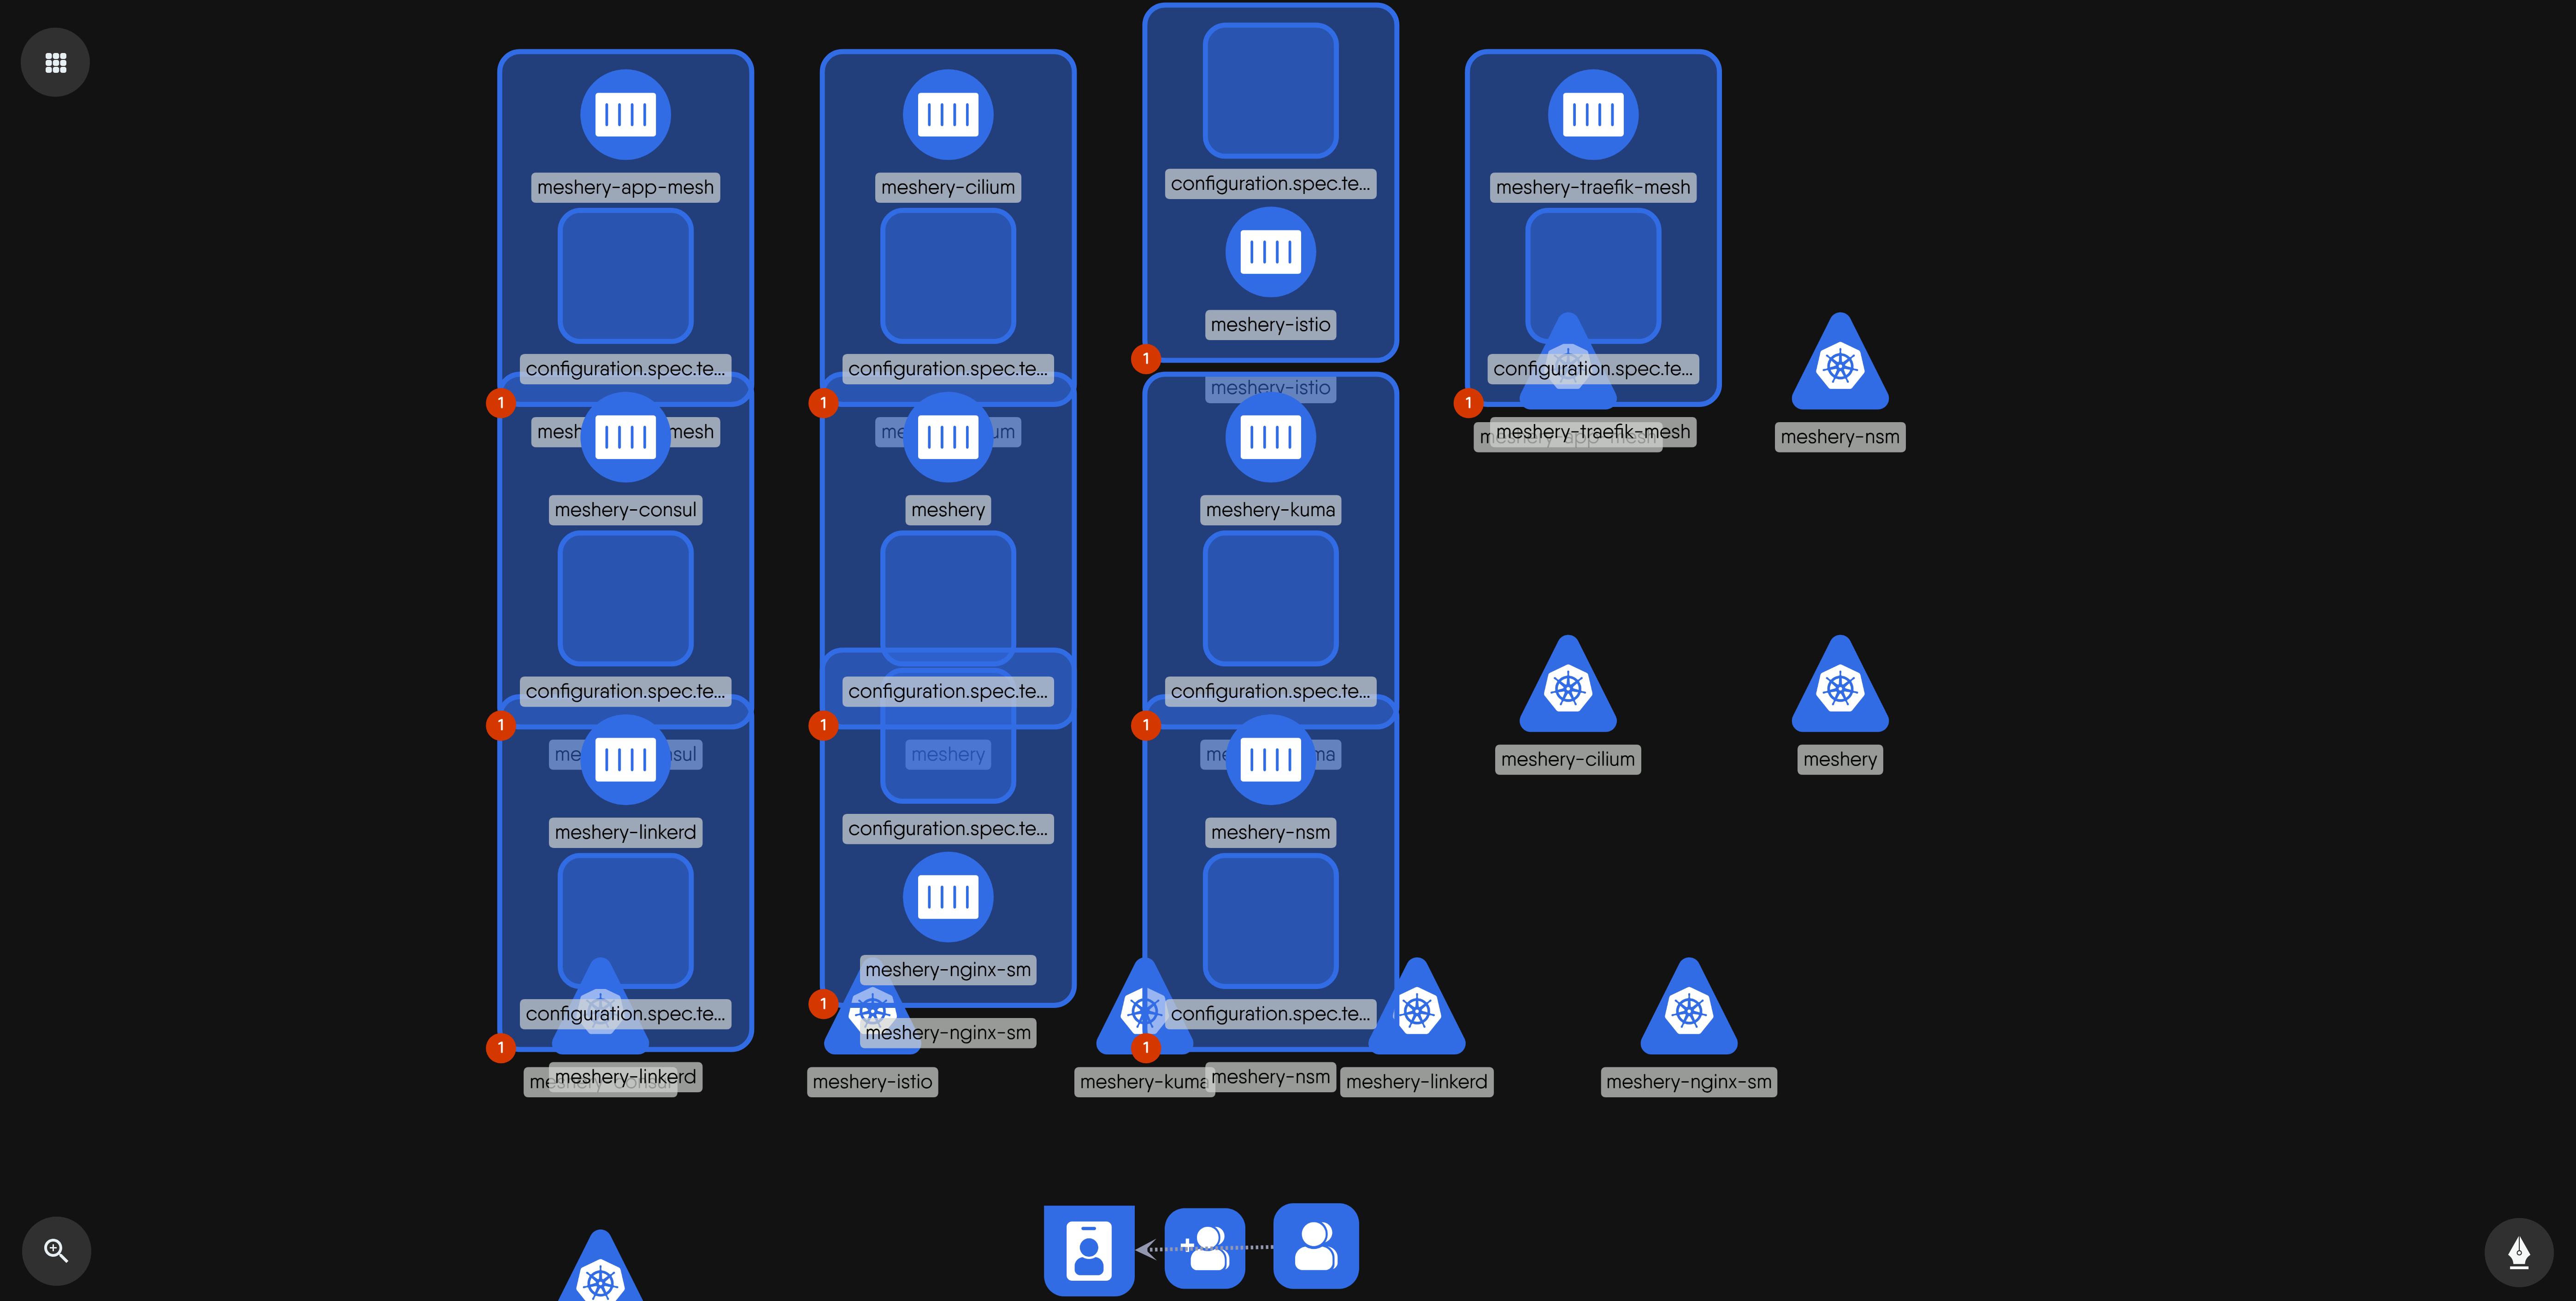 meshery-app-mesh
configuration.spec.te...
1
mesh mesh
meshery-consul
configuration.spec.te...
1
me sul
meshery-linkerd
configuration.spec.te...
1
meshery-linkerd
meshery-cilium
configuration.spec.te...
1
me um
meshery
configuration.spec.te...
1
meshery
configuration.spec.te...
meshery-nginx-sm
1
meshery-nginx-sm
meshery-istio
configuration.spec.te...
meshery-istio
1
meshery-istio
meshery-kuma
configuration.spec.te...
1
me ma
meshery-nsm
configuration.spec.te...
1
meshery-kuma
meshery-nsm
meshery-linkerd
meshery-traefik-mesh
configuration.spec.te...
1
meshery-traefik-mesh
meshery-nsm
meshery-cilium
meshery
meshery-nginx-sm